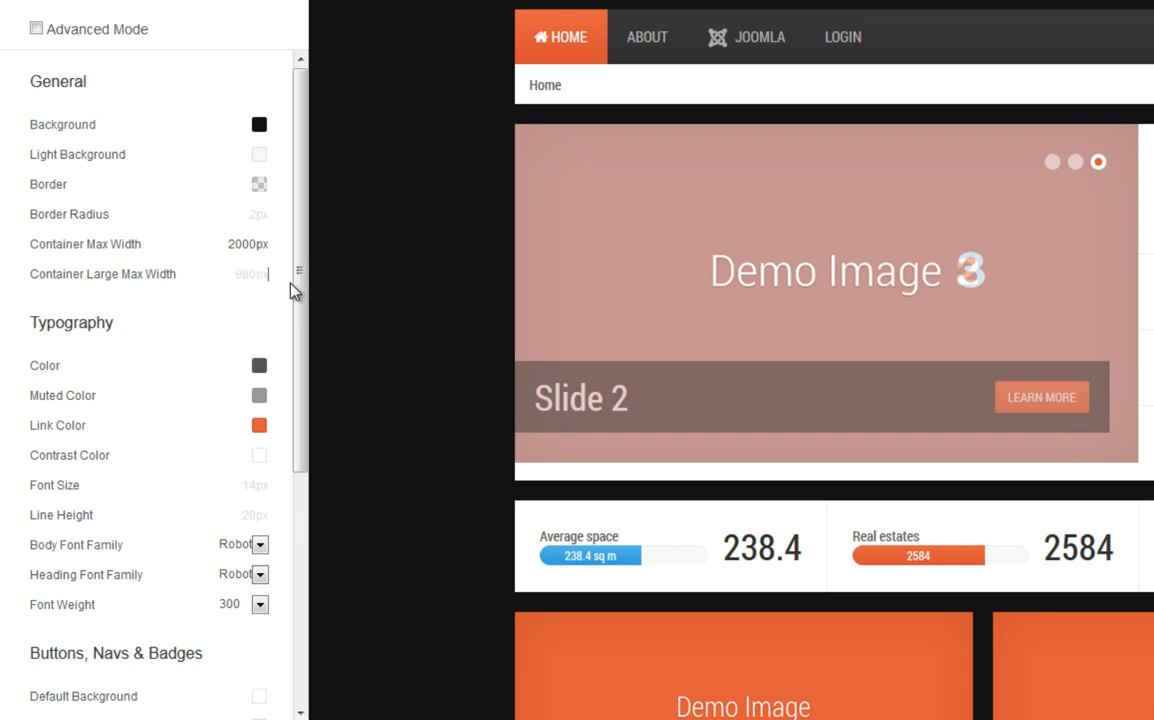 Advanced Mode
General
Background
Light Background
Border
Border Radius 2px
Container Max Width 2000px
Container Large Max Width 980px
Typography
Color
Muted Color
Link Color
Contrast Color
Font Size 14px
Line Height 20px
Body Font Family Robot
Heading Font Family Robot
Font Weight 300
Buttons, Navs & Badges
Default Background
HOME ABOUT JOOMLA LOGIN
Home
Demo Image 3
Slide 2 LEARN MORE
Average space
238.4 sq m
238.4
Real estates
2584
2584
Demo Image